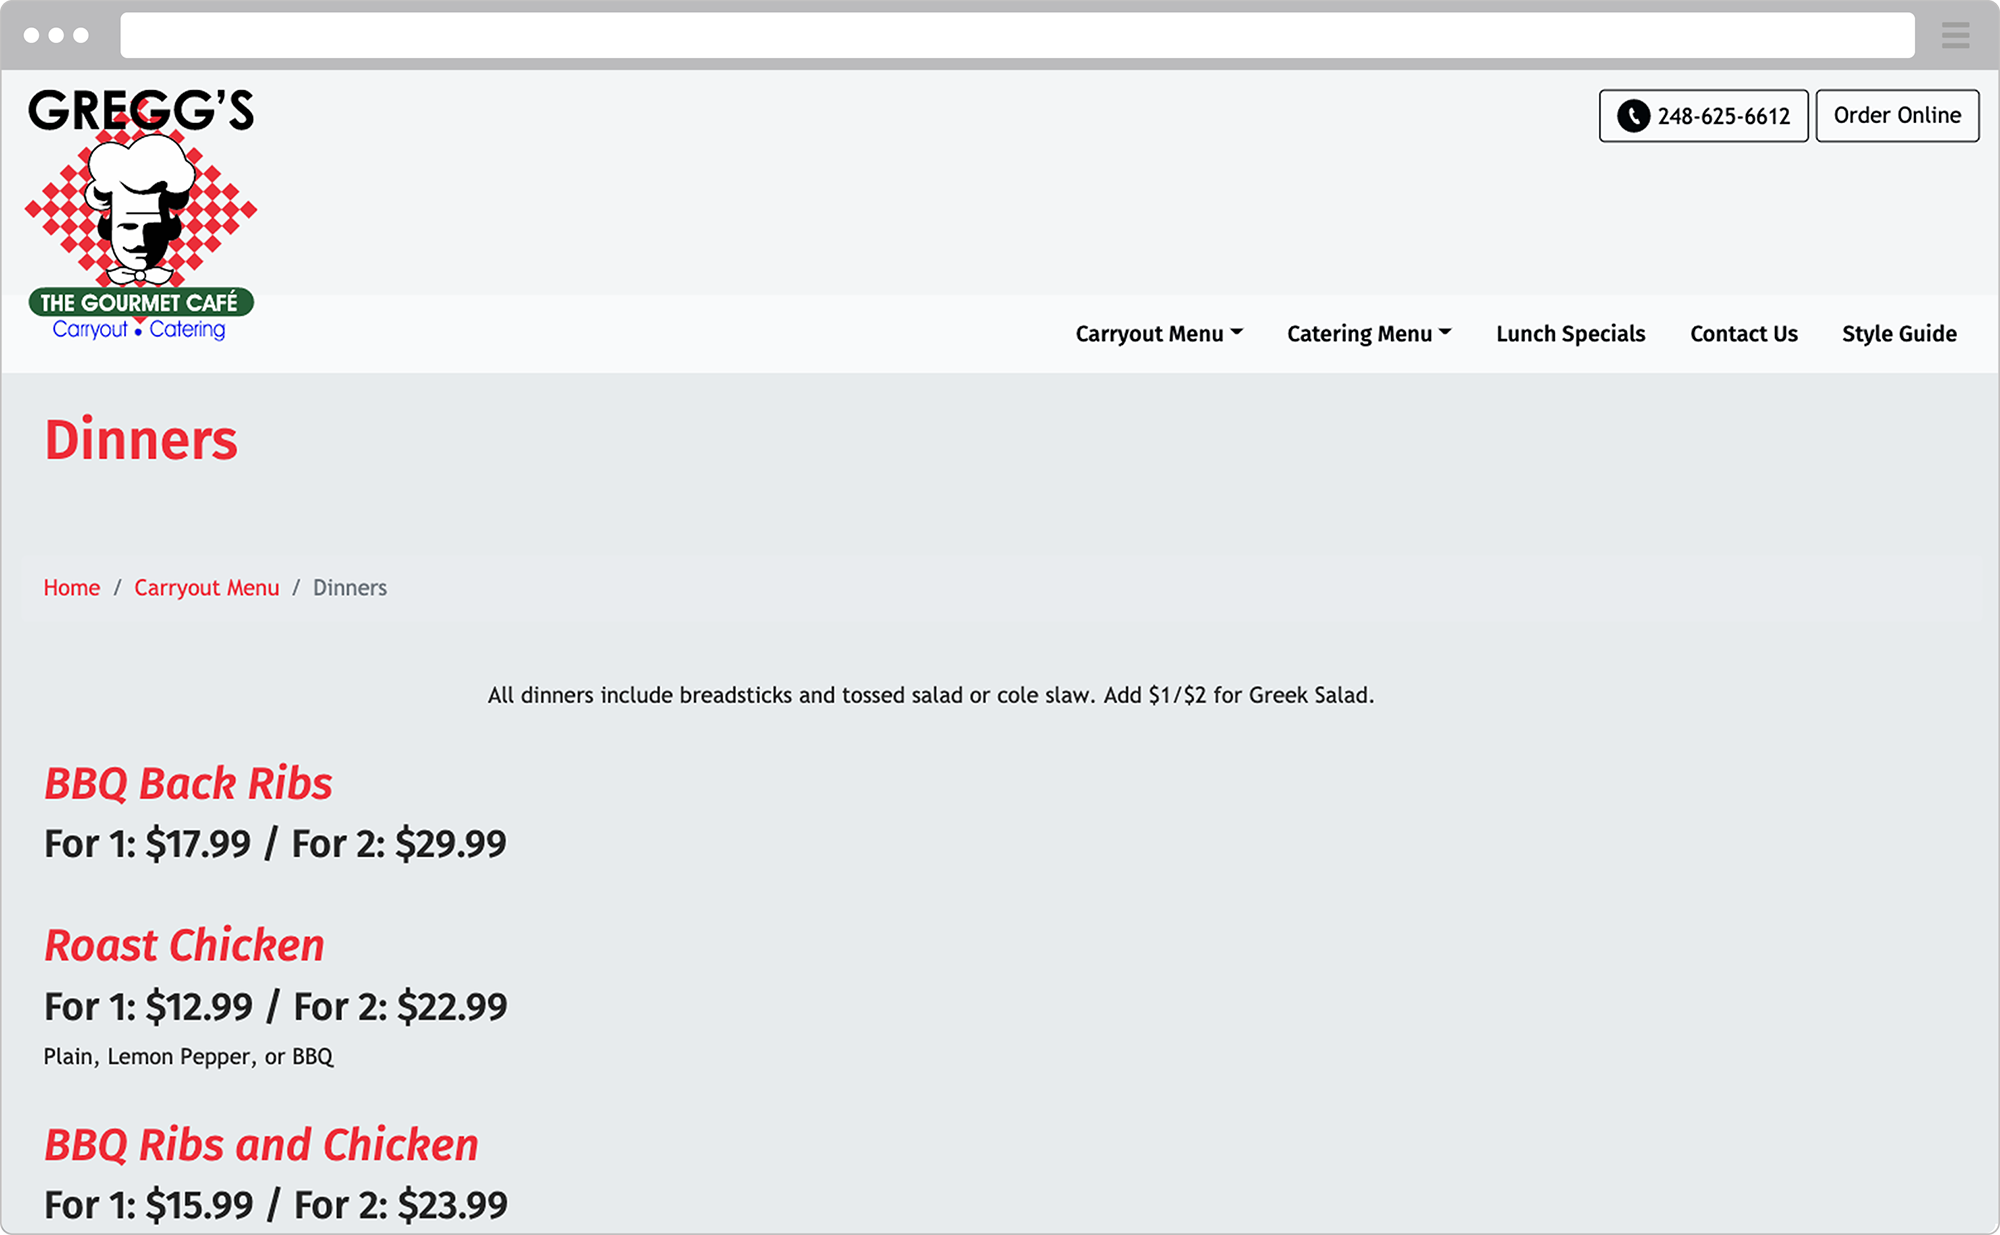 GREGG'S
THE GOURMET CAFÉ
Carryout • Catering
248-625-6612
Order Online
Carryout Menu
Catering Menu
Lunch Specials
Contact Us
Style Guide
Dinners
Home / Carryout Menu / Dinners
All dinners include breadsticks and tossed salad or cole slaw. Add $1/$2 for Greek Salad.
BBQ Back Ribs
For 1: $17.99 / For 2: $29.99
Roast Chicken
For 1: $12.99 / For 2: $22.99
Plain, Lemon Pepper, or BBQ
BBQ Ribs and Chicken
For 1: $15.99 / For 2: $23.99